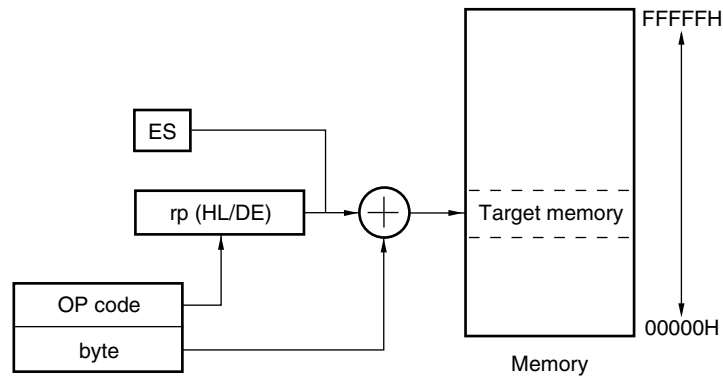 FFFFFH
ES
rp (HL/DE)
Target memory
OP code
byte
00000H
Memory